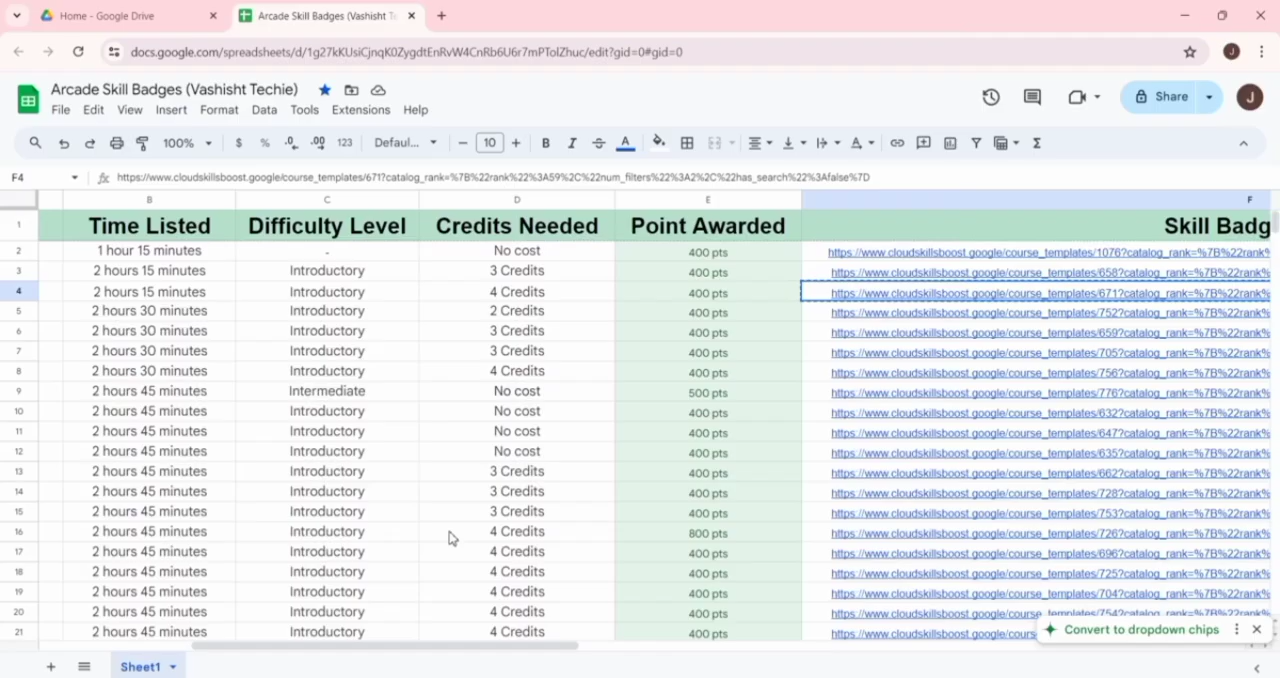 Home - Google Drive
Arcade Skill Badges (Vashisht Te
docs.google.com/spreadsheets/d/1g27kKUsiCjnqK0ZygdtEnRvW4CnRb6U6r7mPTolZhuc/edit?gid=0#gid=0
J
Arcade Skill Badges (Vashisht Techie)
File Edit View Insert Format Data Tools Extensions Help
Share
J
100% $ % .0 .00 123 Defaul... 10 B I S A
F4 fx https://www.cloudskillsboost.google/course_templates/671?catalog_rank=%7B%22rank%22%3A59%2C%22num_filters%22%3A2%2C%22has_search%22%3Afalse%7D
B C D E F
1 Time Listed Difficulty Level Credits Needed Point Awarded Skill Badg
2 1 hour 15 minutes - No cost 400 pts https://www.cloudskillsboost.google/course_templates/1076?catalog_rank=%7B%22rank%
3 2 hours 15 minutes Introductory 3 Credits 400 pts https://www.cloudskillsboost.google/course_templates/658?catalog_rank=%7B%22rank%
4 2 hours 15 minutes Introductory 4 Credits 400 pts https://www.cloudskillsboost.google/course_templates/671?catalog_rank=%7B%22rank%
5 2 hours 30 minutes Introductory 2 Credits 400 pts https://www.cloudskillsboost.google/course_templates/752?catalog_rank=%7B%22rank%
6 2 hours 30 minutes Introductory 3 Credits 400 pts https://www.cloudskillsboost.google/course_templates/659?catalog_rank=%7B%22rank%
7 2 hours 30 minutes Introductory 3 Credits 400 pts https://www.cloudskillsboost.google/course_templates/705?catalog_rank=%7B%22rank%
8 2 hours 30 minutes Introductory 4 Credits 400 pts https://www.cloudskillsboost.google/course_templates/756?catalog_rank=%7B%22rank%
9 2 hours 45 minutes Intermediate No cost 500 pts https://www.cloudskillsboost.google/course_templates/776?catalog_rank=%7B%22rank%
10 2 hours 45 minutes Introductory No cost 400 pts https://www.cloudskillsboost.google/course_templates/632?catalog_rank=%7B%22rank%
11 2 hours 45 minutes Introductory No cost 400 pts https://www.cloudskillsboost.google/course_templates/647?catalog_rank=%7B%22rank%
12 2 hours 45 minutes Introductory No cost 400 pts https://www.cloudskillsboost.google/course_templates/635?catalog_rank=%7B%22rank%
13 2 hours 45 minutes Introductory 3 Credits 400 pts https://www.cloudskillsboost.google/course_templates/662?catalog_rank=%7B%22rank%
14 2 hours 45 minutes Introductory 3 Credits 400 pts https://www.cloudskillsboost.google/course_templates/728?catalog_rank=%7B%22rank%
15 2 hours 45 minutes Introductory 3 Credits 400 pts https://www.cloudskillsboost.google/course_templates/753?catalog_rank=%7B%22rank%
16 2 hours 45 minutes Introductory 4 Credits 800 pts https://www.cloudskillsboost.google/course_templates/726?catalog_rank=%7B%22rank%
17 2 hours 45 minutes Introductory 4 Credits 400 pts https://www.cloudskillsboost.google/course_templates/696?catalog_rank=%7B%22rank%
18 2 hours 45 minutes Introductory 4 Credits 400 pts https://www.cloudskillsboost.google/course_templates/725?catalog_rank=%7B%22rank%
19 2 hours 45 minutes Introductory 4 Credits 400 pts https://www.cloudskillsboost.google/course_templates/704?catalog_rank=%7B%22rank%
20 2 hours 45 minutes Introductory 4 Credits 400 pts https://www.cloudskillsboost.google/course_templates/754?catalog_rank=%7B%22rank%
21 2 hours 45 minutes Introductory 4 Credits 400 pts https://www.cloudskillsboost.google/cou
Convert to dropdown chips
Sheet1